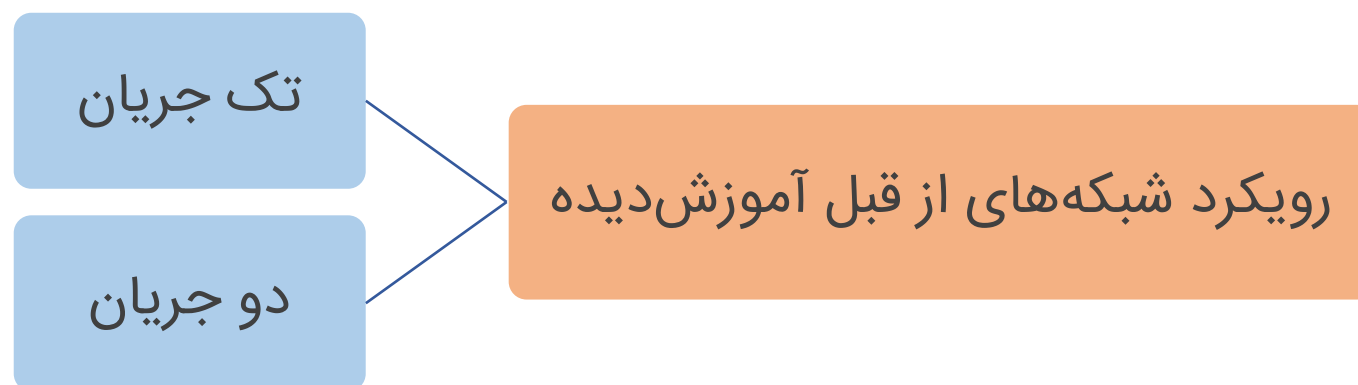 رویکرد شبکه‌های از قبل آموزش‌دیده
تک جریان
دو جریان